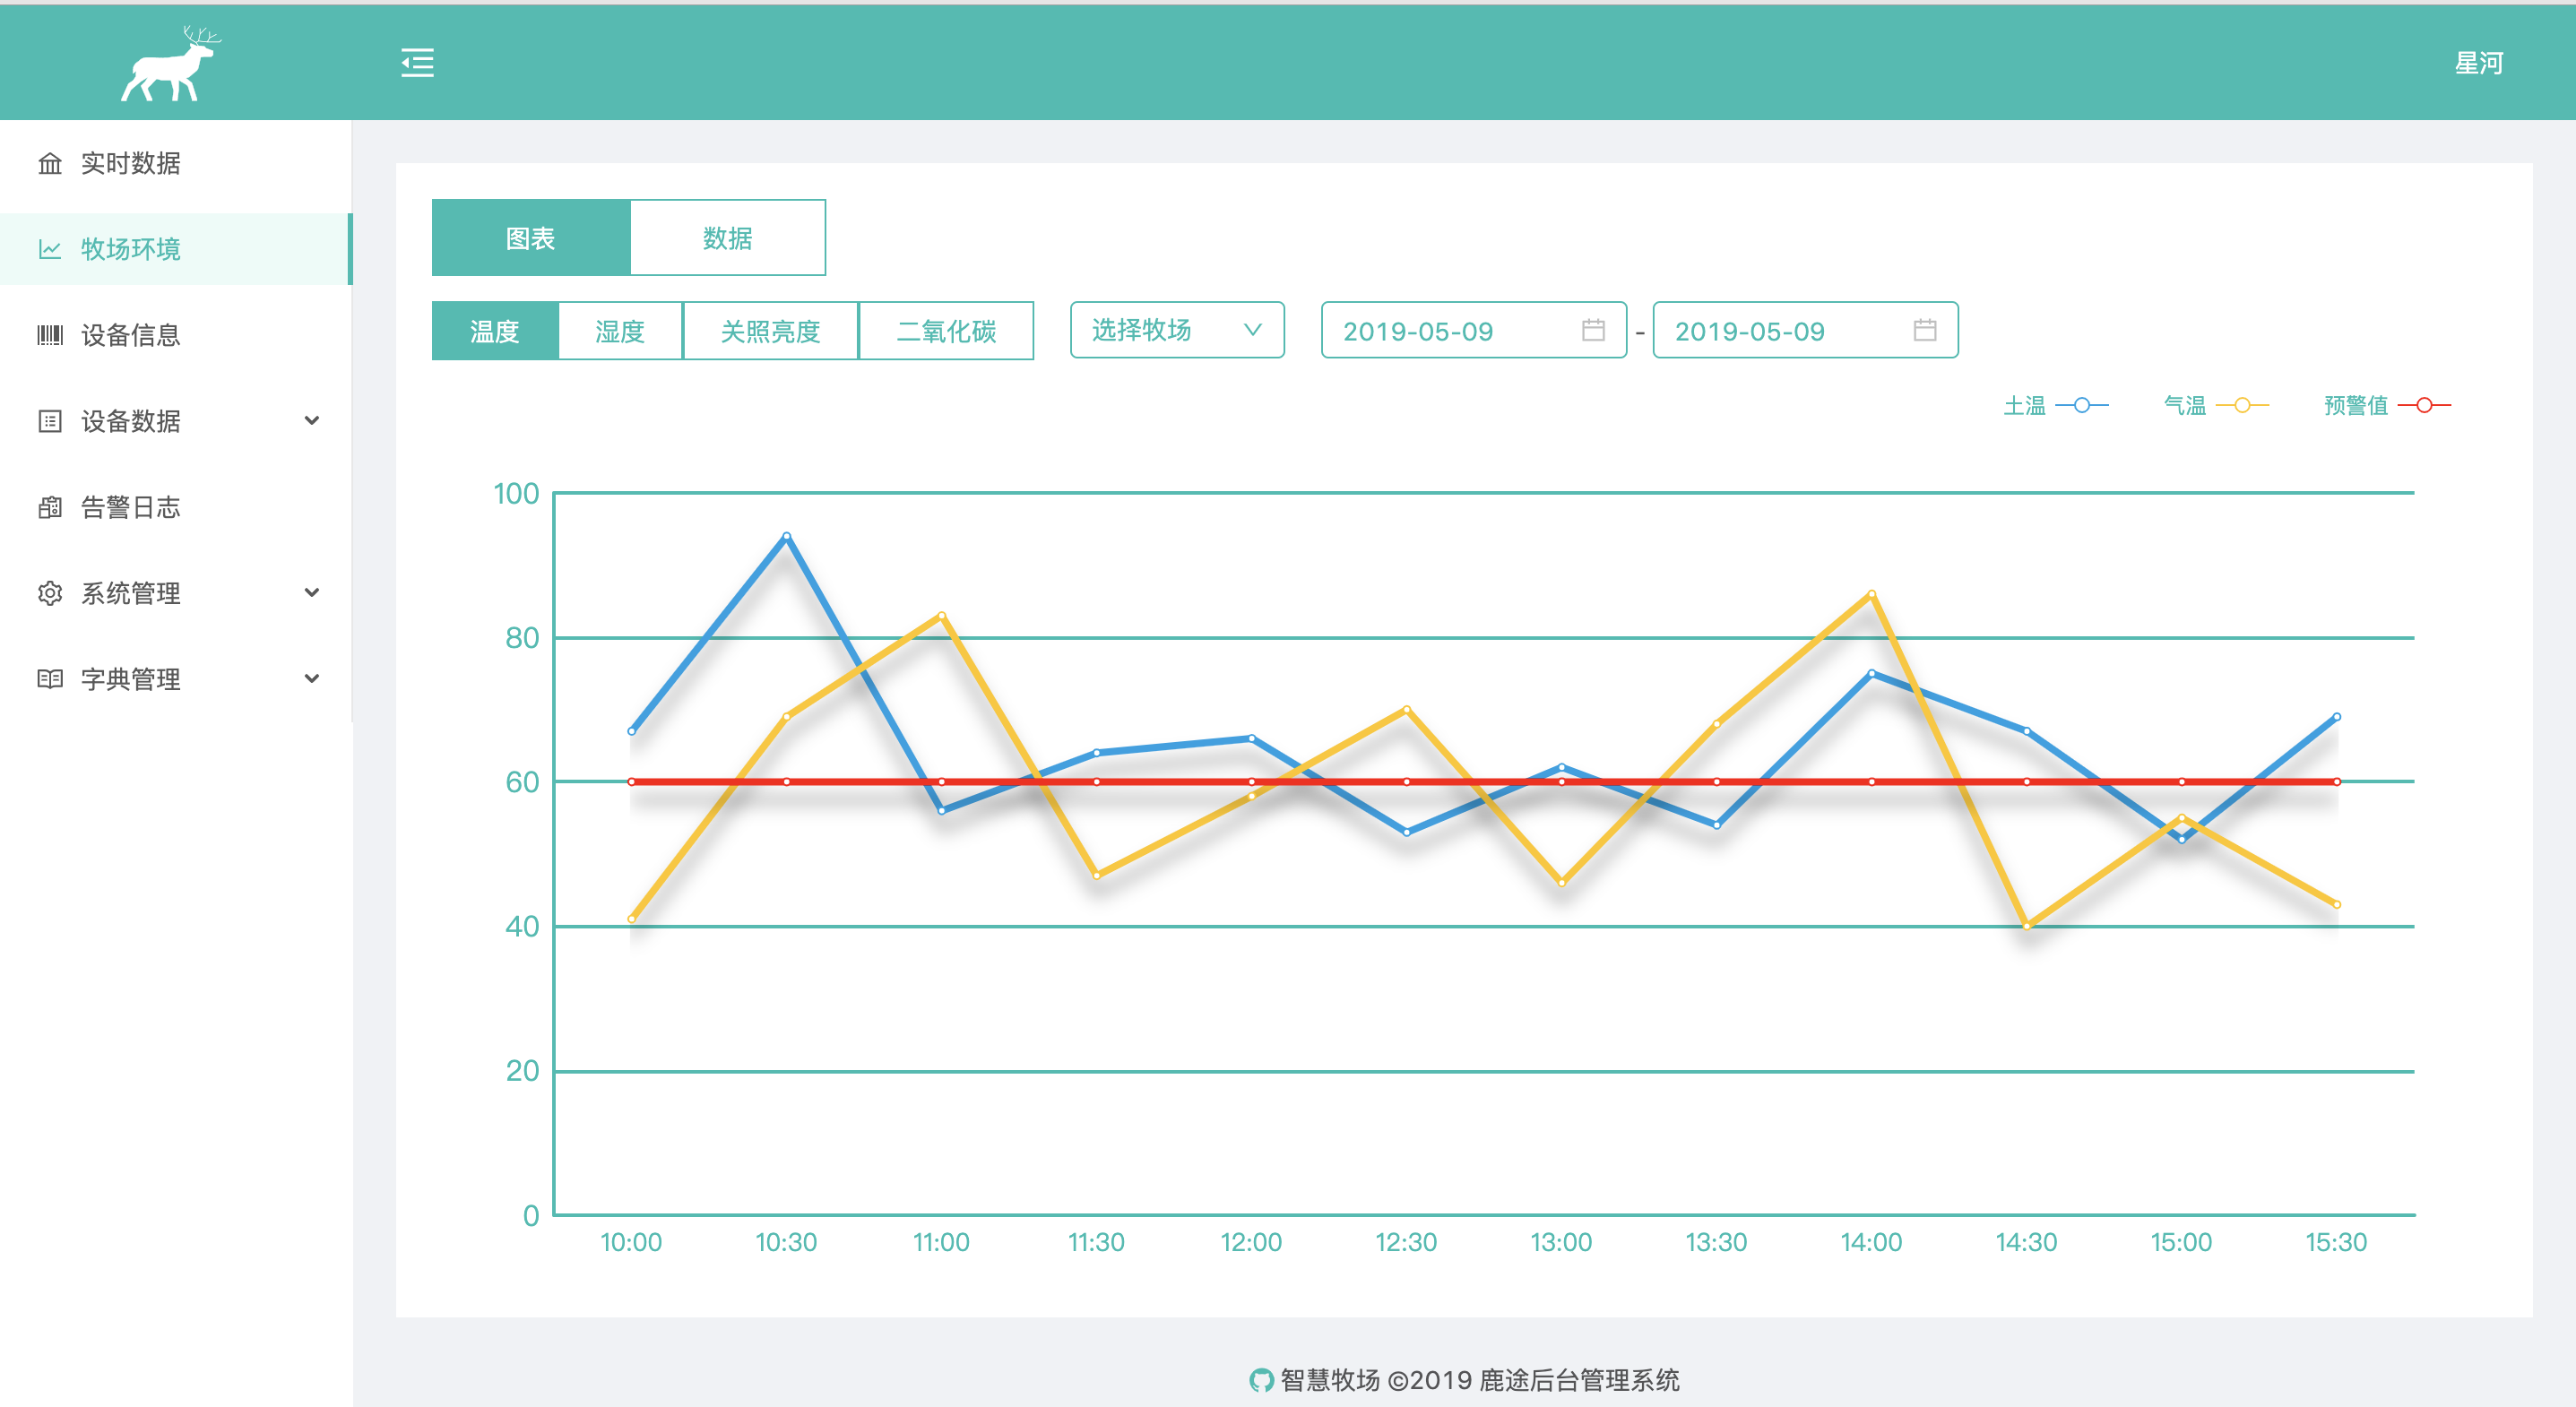 星河
实时数据
牧场环境
设备信息
设备数据
告警日志
系统管理
字典管理
图表 数据
温度 湿度 关照亮度 二氧化碳 选择牧场 2019-05-09 - 2019-05-09
土温 气温 预警值
100
80
60
40
20
0
10:00 10:30 11:00 11:30 12:00 12:30 13:00 13:30 14:00 14:30 15:00 15:30
智慧牧场 ©2019 鹿途后台管理系统